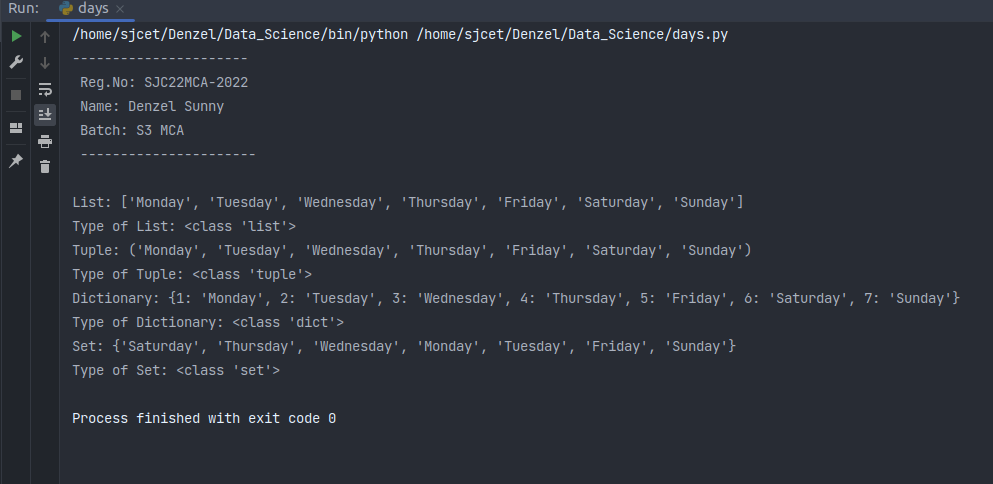 Run: days
/home/sjcet/Denzel/Data_Science/bin/python /home/sjcet/Denzel/Data_Science/days.py
----------------------
Reg.No: SJC22MCA-2022
Name: Denzel Sunny
Batch: S3 MCA
----------------------
List: ['Monday', 'Tuesday', 'Wednesday', 'Thursday', 'Friday', 'Saturday', 'Sunday']
Type of List: <class 'list'>
Tuple: ('Monday', 'Tuesday', 'Wednesday', 'Thursday', 'Friday', 'Saturday', 'Sunday')
Type of Tuple: <class 'tuple'>
Dictionary: {1: 'Monday', 2: 'Tuesday', 3: 'Wednesday', 4: 'Thursday', 5: 'Friday', 6: 'Saturday', 7: 'Sunday'}
Type of Dictionary: <class 'dict'>
Set: {'Saturday', 'Thursday', 'Wednesday', 'Monday', 'Tuesday', 'Friday', 'Sunday'}
Type of Set: <class 'set'>
Process finished with exit code 0